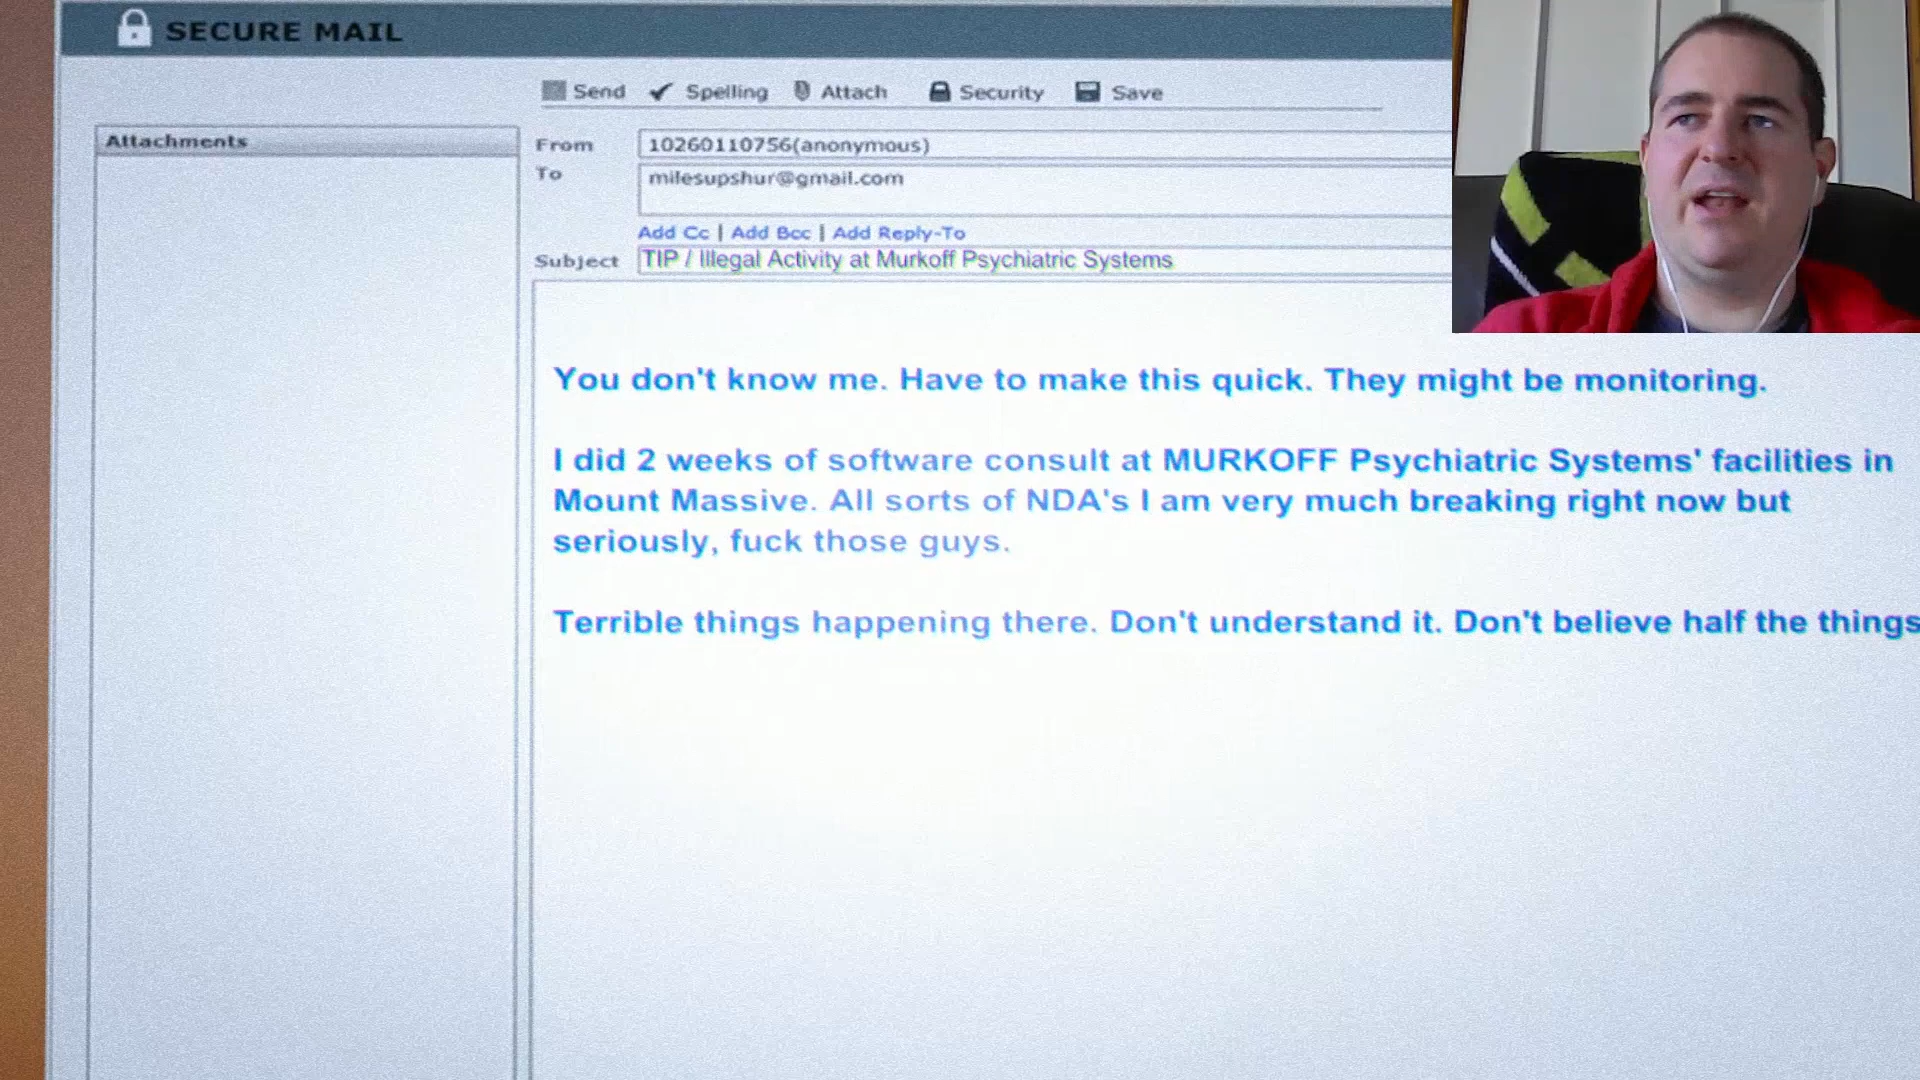 SECURE MAIL
Send Spelling Attach Security Save
Attachments
From 10260110756(anonymous)
To milesupshur@gmail.com
Add Cc | Add Bcc | Add Reply-To
Subject TIP / Illegal Activity at Murkoff Psychiatric Systems
You don't know me. Have to make this quick. They might be monitoring.
I did 2 weeks of software consult at MURKOFF Psychiatric Systems' facilities in
Mount Massive. All sorts of NDA's I am very much breaking right now but
seriously, fuck those guys.
Terrible things happening there. Don't understand it. Don't believe half the things